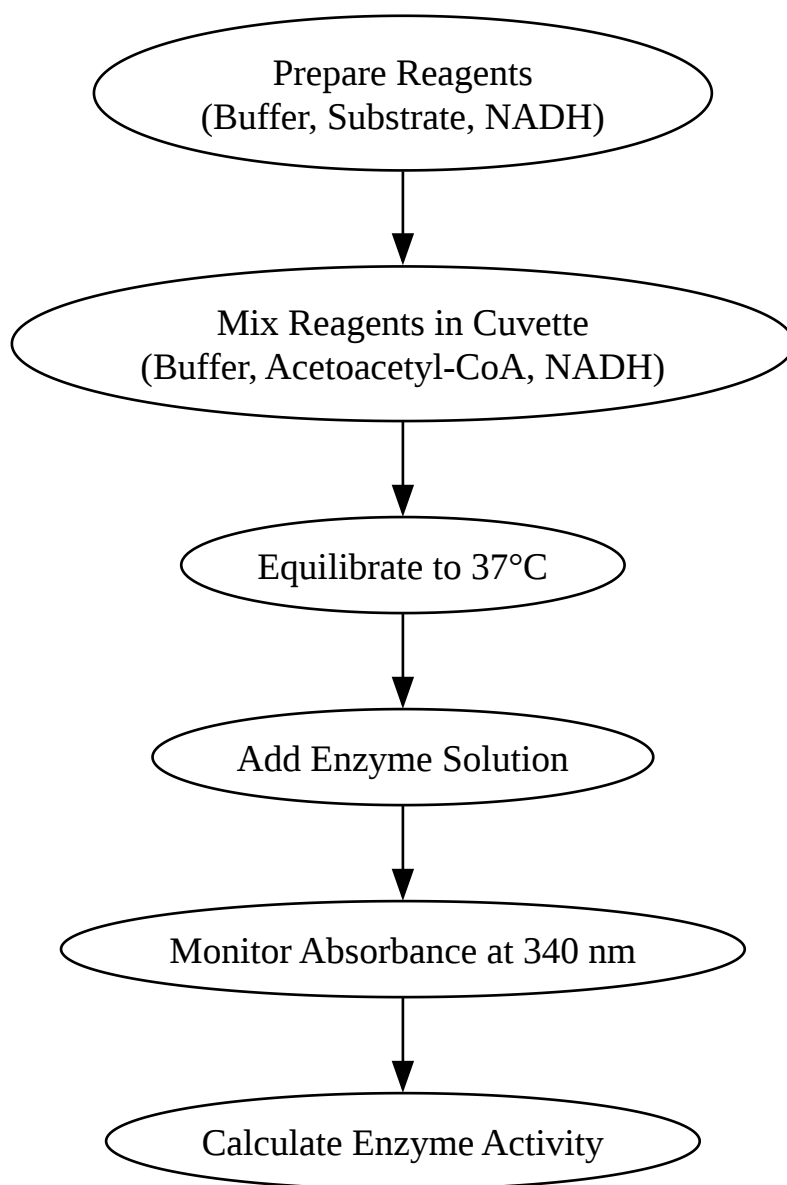 Prepare Reagents
(Buffer, Substrate, NADH)
Mix Reagents in Cuvette
(Buffer, Acetoacetyl-CoA, NADH)
Equilibrate to 37°C
Add Enzyme Solution
Monitor Absorbance at 340 nm
Calculate Enzyme Activity